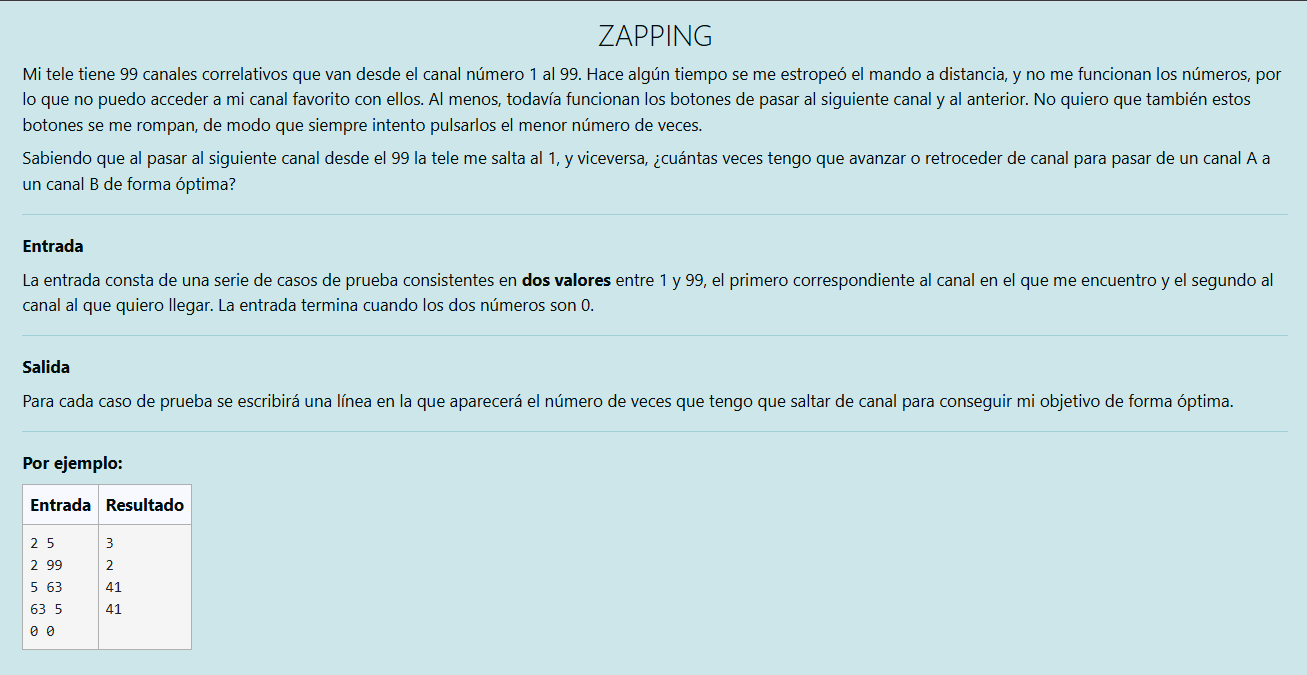 ZAPPING
Mi tele tiene 99 canales correlativos que van desde el canal número 1 al 99. Hace algún tiempo se me estropeó el mando a distancia, y no me funcionan los números, por
lo que no puedo acceder a mi canal favorito con ellos. Al menos, todavía funcionan los botones de pasar al siguiente canal y al anterior. No quiero que también estos
botones se me rompan, de modo que siempre intento pulsarlos el menor número de veces.
Sabiendo que al pasar al siguiente canal desde el 99 la tele me salta al 1, y viceversa, ¿cuántas veces tengo que avanzar o retroceder de canal para pasar de un canal A a
un canal B de forma óptima?
Entrada
La entrada consta de una serie de casos de prueba consistentes en dos valores entre 1 y 99, el primero correspondiente al canal en el que me encuentro y el segundo al
canal al que quiero llegar. La entrada termina cuando los dos números son 0.
Salida
Para cada caso de prueba se escribirá una línea en la que aparecerá el número de veces que tengo que saltar de canal para conseguir mi objetivo de forma óptima.
Por ejemplo:
Entrada Resultado
2 5 3
2 99 2
5 63 41
63 5 41
0 0